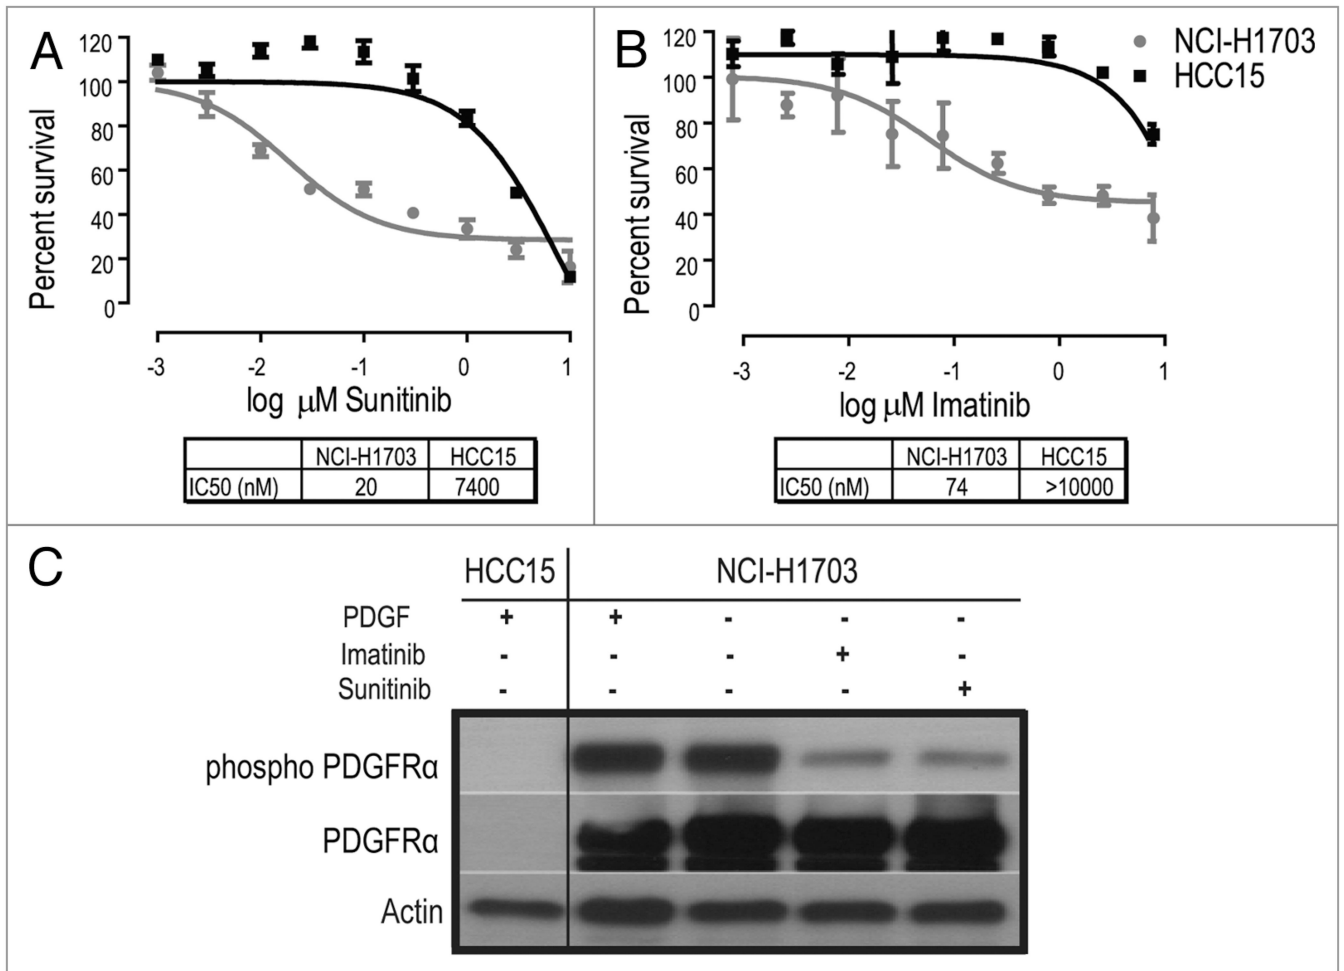 A
120
100
80
60
40
20
0
Percent survival
-3 -2 -1 0 1
log μM Sunitinib
NCI-H1703 HCC15
IC50 (nM) 20 7400
B
120
100
80
60
40
20
0
Percent survival
-3 -2 -1 0 1
log μM Imatinib
NCI-H1703
HCC15
NCI-H1703 HCC15
IC50 (nM) 74 >10000
C
HCC15 NCI-H1703
PDGF + + - - -
Imatinib - - - + -
Sunitinib - - - - +
phospho PDGFRα
PDGFRα
Actin